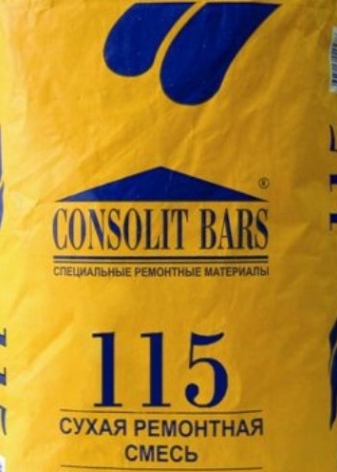 ®
CONSOLIT BARS
СПЕЦИАЛЬНЫЕ РЕМОНТНЫЕ МАТЕРИАЛЫ
115
СУХАЯ РЕМОНТНАЯ
СМЕСЬ